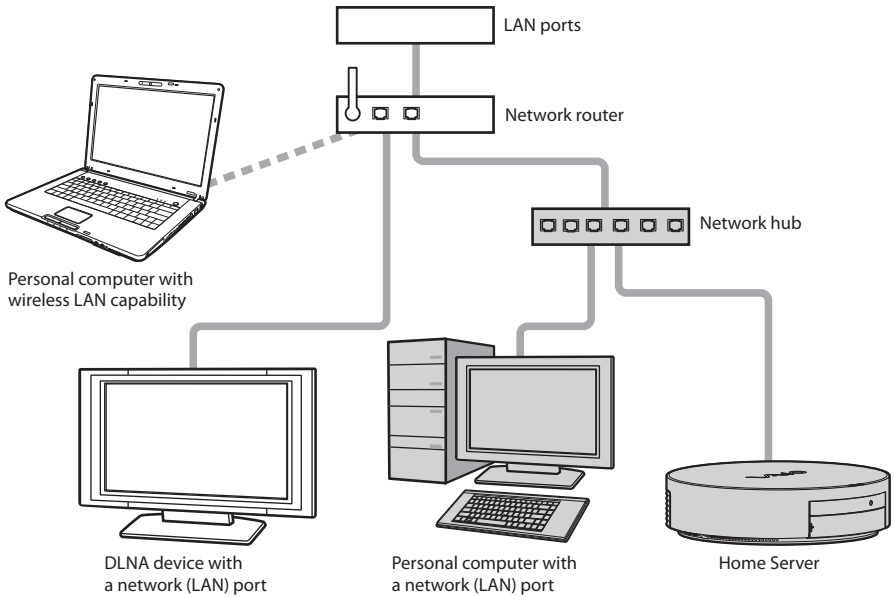 LAN ports
Network router
Network hub
Personal computer with
wireless LAN capability
VAIO
DLNA device with
a network (LAN) port
Personal computer with
a network (LAN) port
Home Server